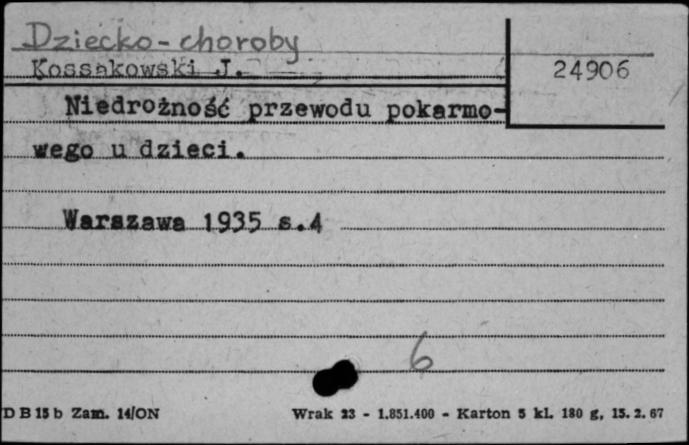 Dziecko-choroby
Kossakowski J.
24906
Niedrożność przewodu pokarmo-
wego u dzieci.
Warszawa 1935 s.4
6
D B 15 b Zam. 14/ON
Wrak 23 - 1.851.400 - Karton 5 kl. 180 g, 15. 2. 67